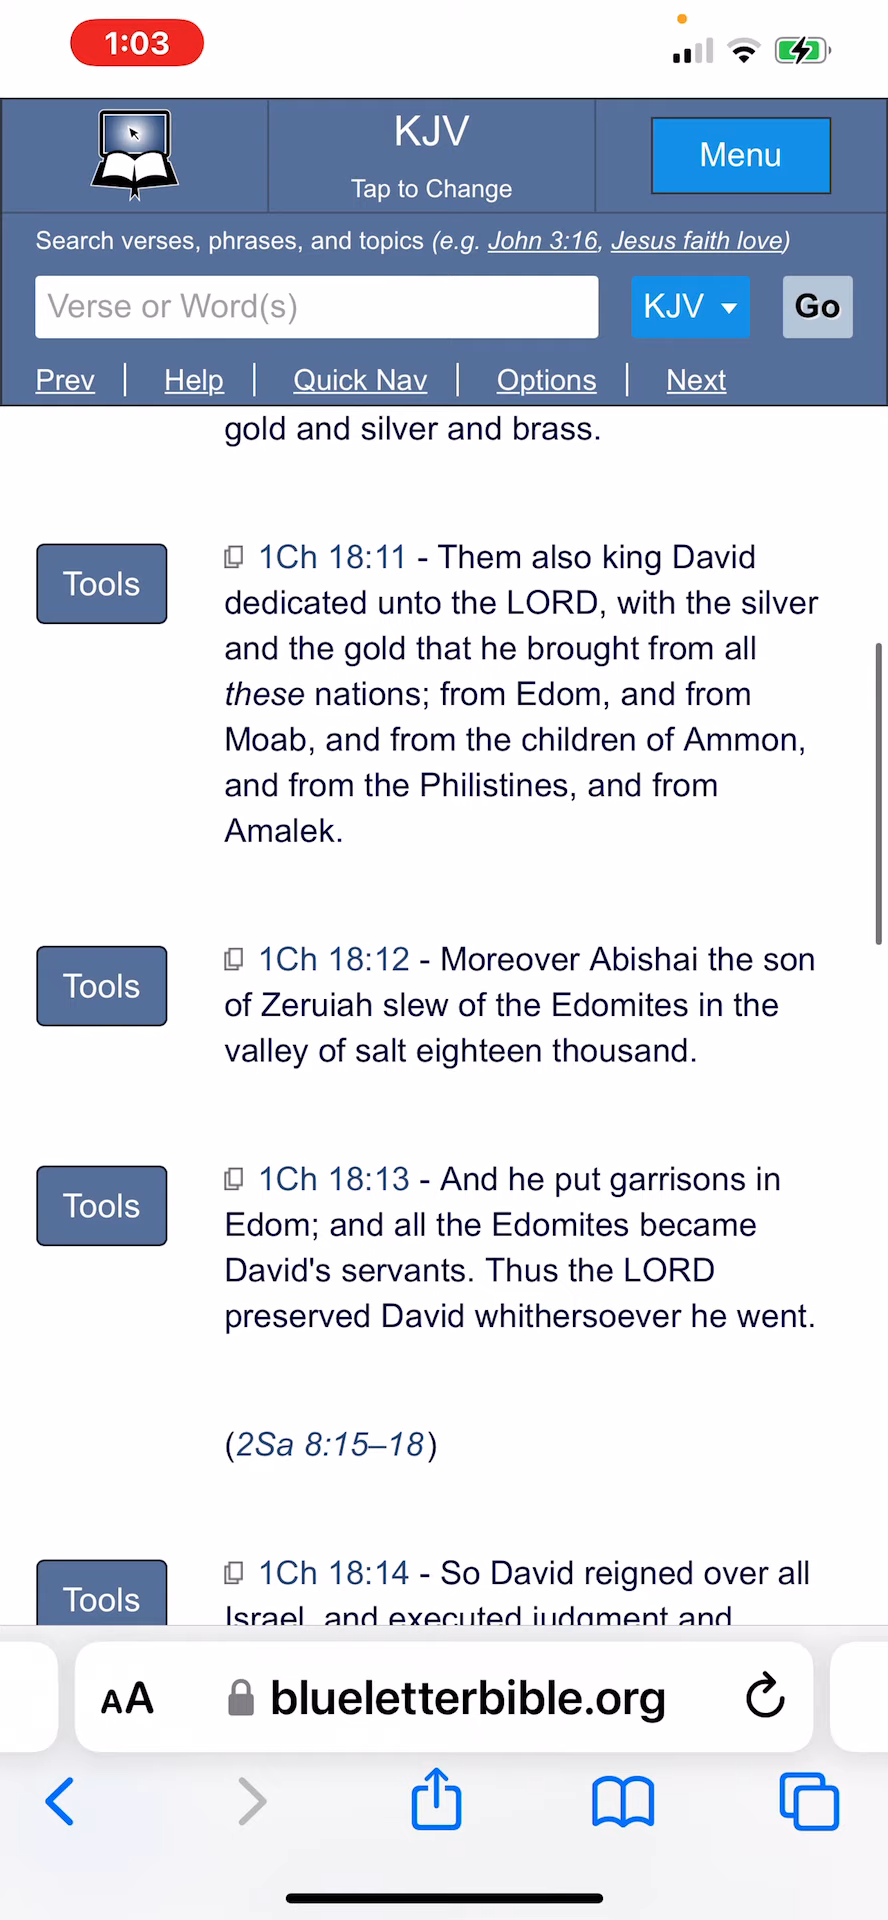 1:03
KJV
Tap to Change
Menu
Search verses, phrases, and topics (e.g. John 3:16, Jesus faith love)
Verse or Word(s)
KJV
Go
Prev | Help | Quick Nav | Options | Next
gold and silver and brass.
Tools
1Ch 18:11 - Them also king David
dedicated unto the LORD, with the silver
and the gold that he brought from all
these nations; from Edom, and from
Moab, and from the children of Ammon,
and from the Philistines, and from
Amalek.
Tools
1Ch 18:12 - Moreover Abishai the son
of Zeruiah slew of the Edomites in the
valley of salt eighteen thousand.
Tools
1Ch 18:13 - And he put garrisons in
Edom; and all the Edomites became
David's servants. Thus the LORD
preserved David whithersoever he went.
(2Sa 8:15–18)
Tools
1Ch 18:14 - So David reigned over all
Israel, and executed judgment and
AA
blueletterbible.org